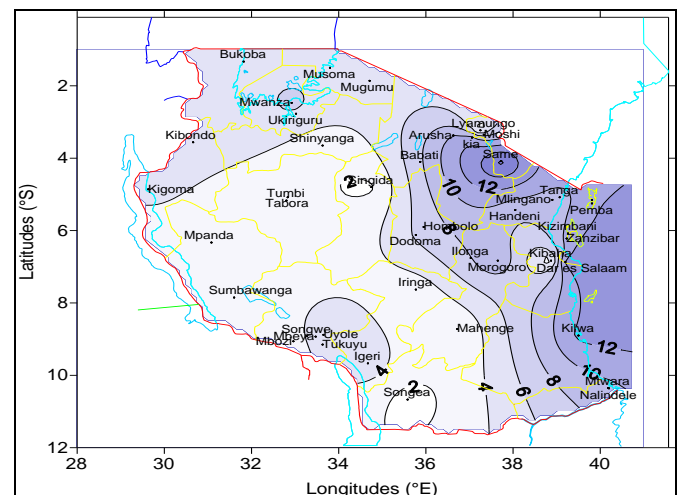 Bukoba
Musoma
2
Mugumu
Mwanza
Ukiriguru
Lyamungo
Kibondo
Shinyanga
Arusha
Moshi
kia
4
Babati
Same
Kigoma
2
Singida
10
12
Tumbi
Tabora
Tanga
Mlingano
Pemba
Handeni
6
Mpanda
Hombolo
8
Kizimbani
Zanzibar
Dodoma
Ilonga
Kibaha
Morogoro
Dar es Salaam
Iringa
Sumbawanga
8
Songwe
Uyole
Mahenge
Kilwa
Mbeya
Mbozi
Tukuyu
12
Igeri
4
10
2
4
6
8
10
Mtwara
Songea
Nalindele
12
28
30
32
34
36
38
40
Latitudes (°S)
Longitudes (°E)